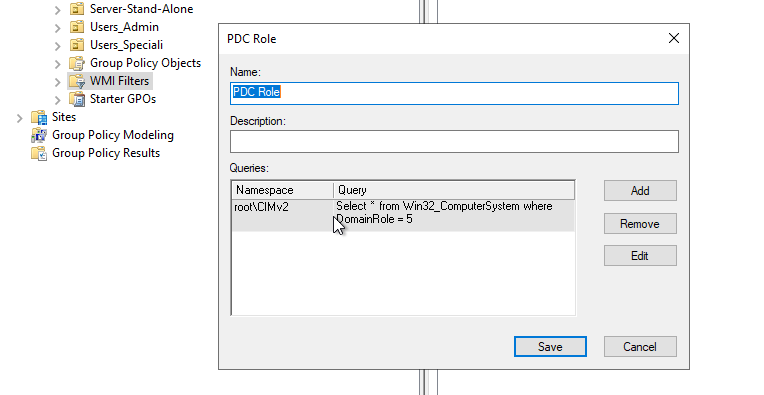 Server-Stand-Alone
Users_Admin
Users_Speciali
Group Policy Objects
WMI Filters
Starter GPOs
Sites
Group Policy Modeling
Group Policy Results
PDC Role
Name:
PDC Role
Description:
Queries:
Namespace Query
root\CIMv2 Select * from Win32_ComputerSystem where
DomainRole = 5
Add
Remove
Edit
Save Cancel